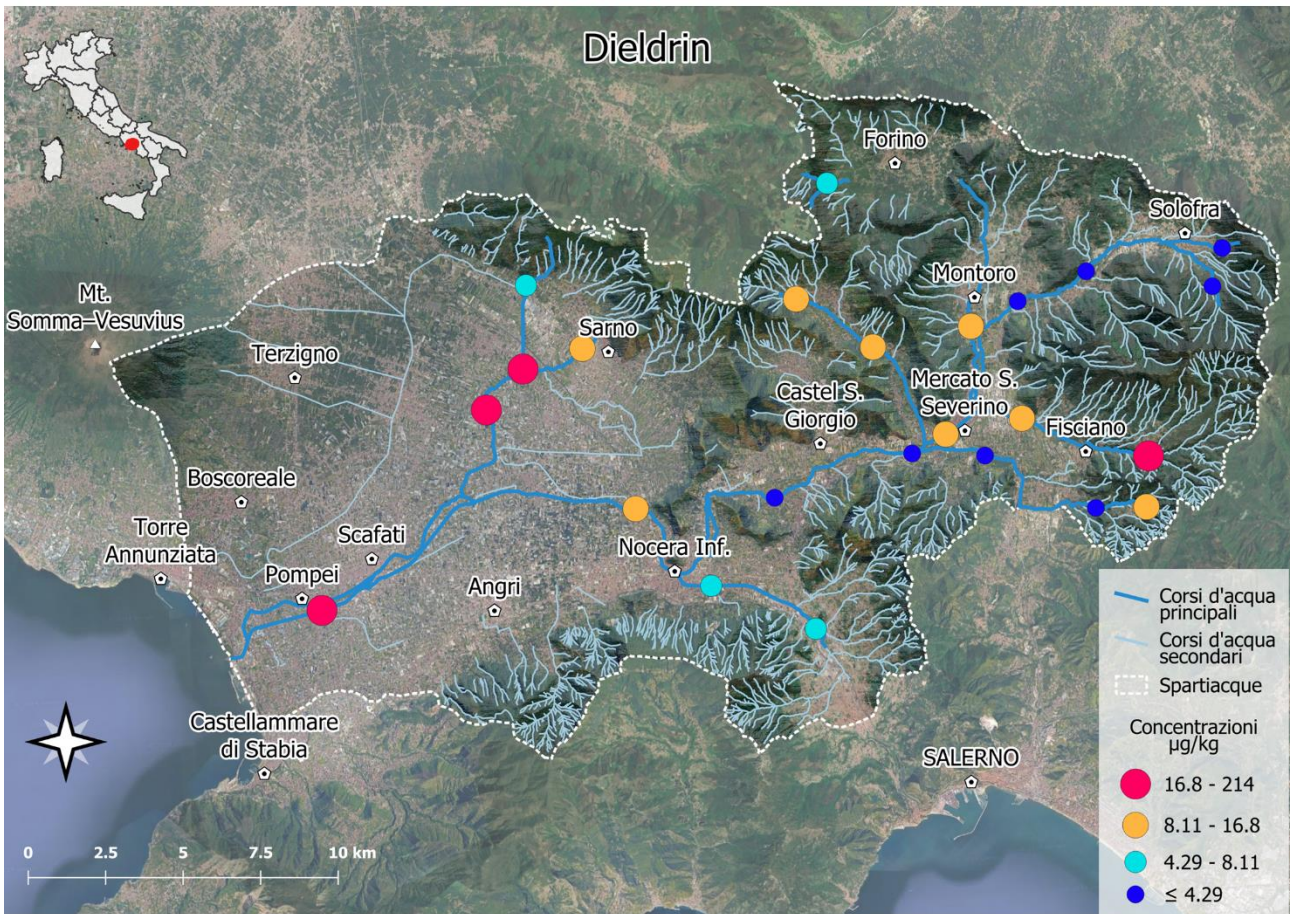 Dieldrin
Forino
Solofra
Montoro
Mt.
Somma–Vesuvius
Sarno
Terzigno
Castel S.
Giorgio
Mercato S.
Severino
Fisciano
Boscoreale
Torre
Annunziata
Scafati
Nocera Inf.
Pompei
Angri
Castellammare
di Stabia
SALERNO
0 2.5 5 7.5 10 km
Corsi d'acqua
principali
Corsi d'acqua
secondari
Spartiacque
Concentrazioni
µg/kg
16.8 - 214
8.11 - 16.8
4.29 - 8.11
≤ 4.29